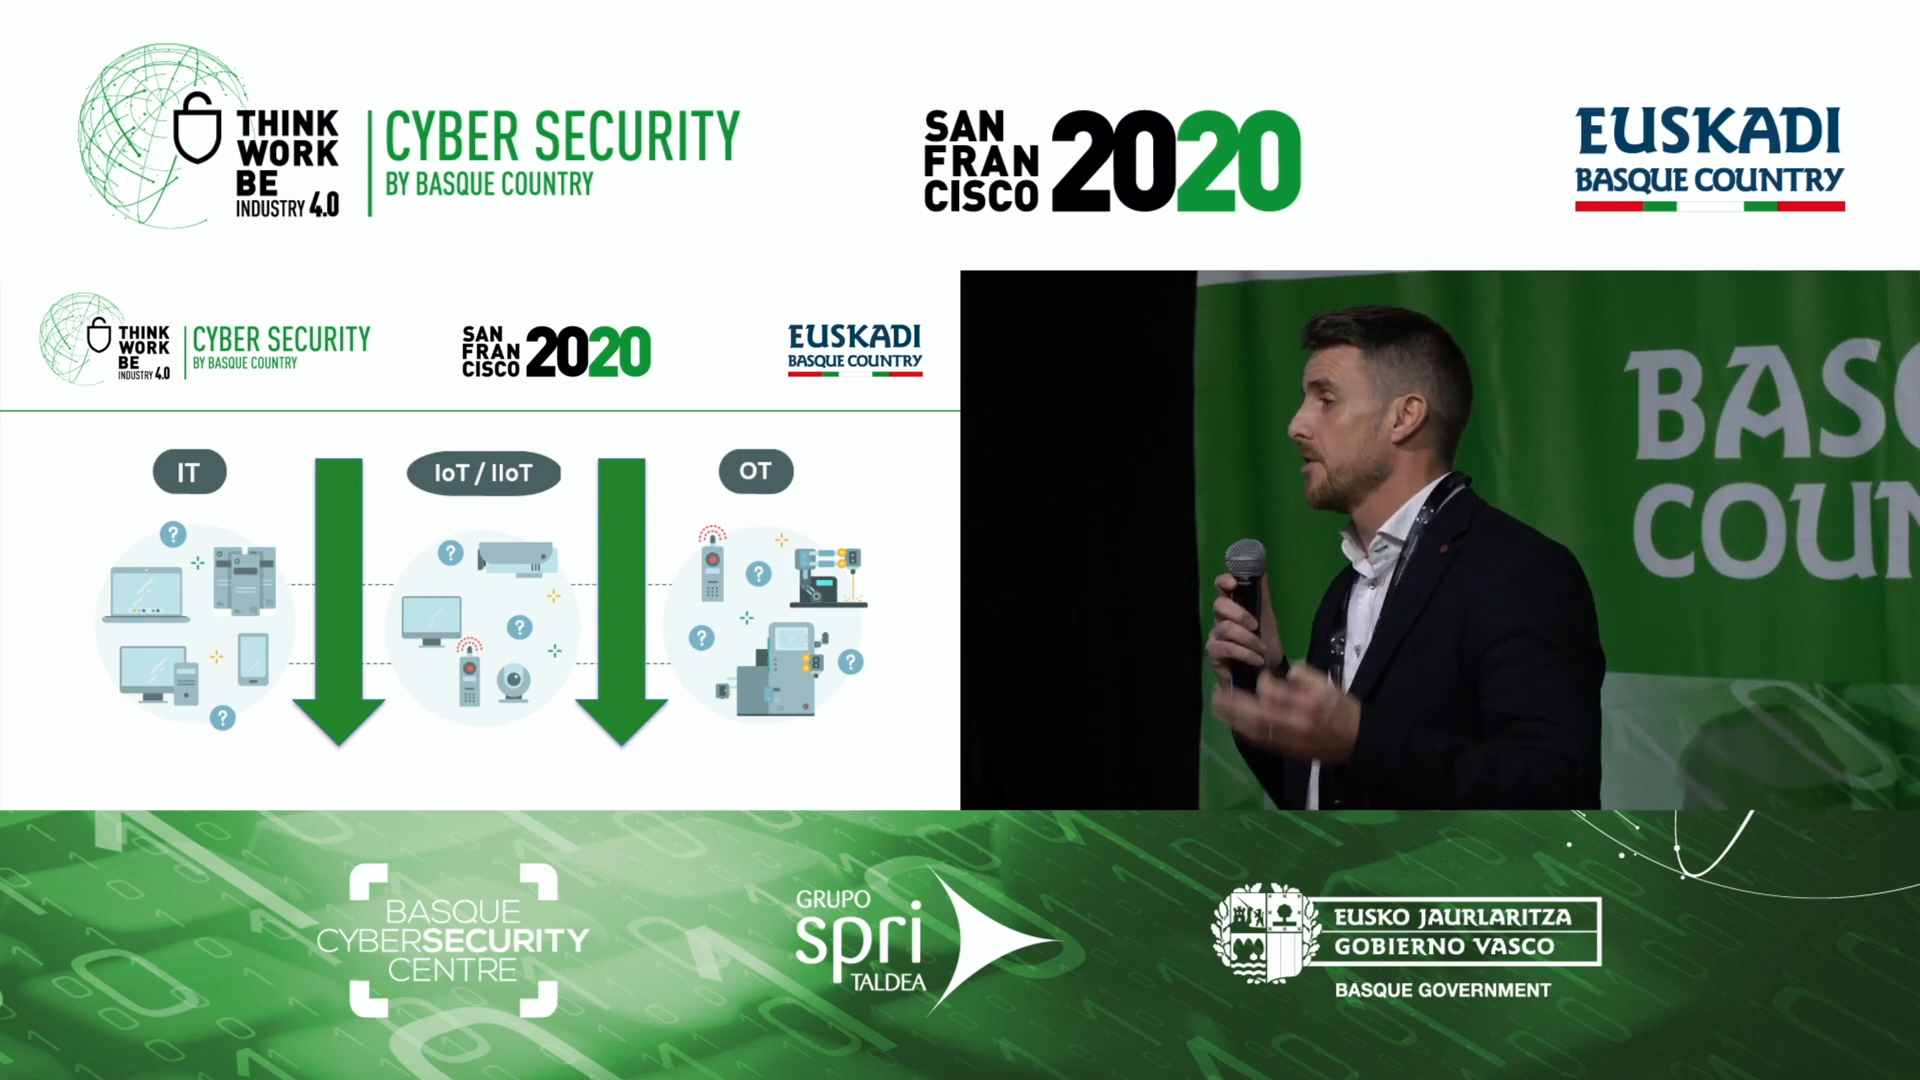 THINK
WORK
BE
INDUSTRY 4.0
CYBER SECURITY
BY BASQUE COUNTRY
SAN
FRAN
CISCO
2020
EUSKADI
BASQUE COUNTRY
THINK
WORK
BE
INDUSTRY 4.0
CYBER SECURITY
BY BASQUE COUNTRY
SAN
FRAN
CISCO
2020
EUSKADI
BASQUE COUNTRY
IT
IoT / IIoT
OT
?
?
?
?
?
?
?
BASQ
COUN
BASQUE
CYBERSECURITY
CENTRE
GRUPO
spri
TALDEA
EUSKO JAURLARITZA
GOBIERNO VASCO
BASQUE GOVERNMENT